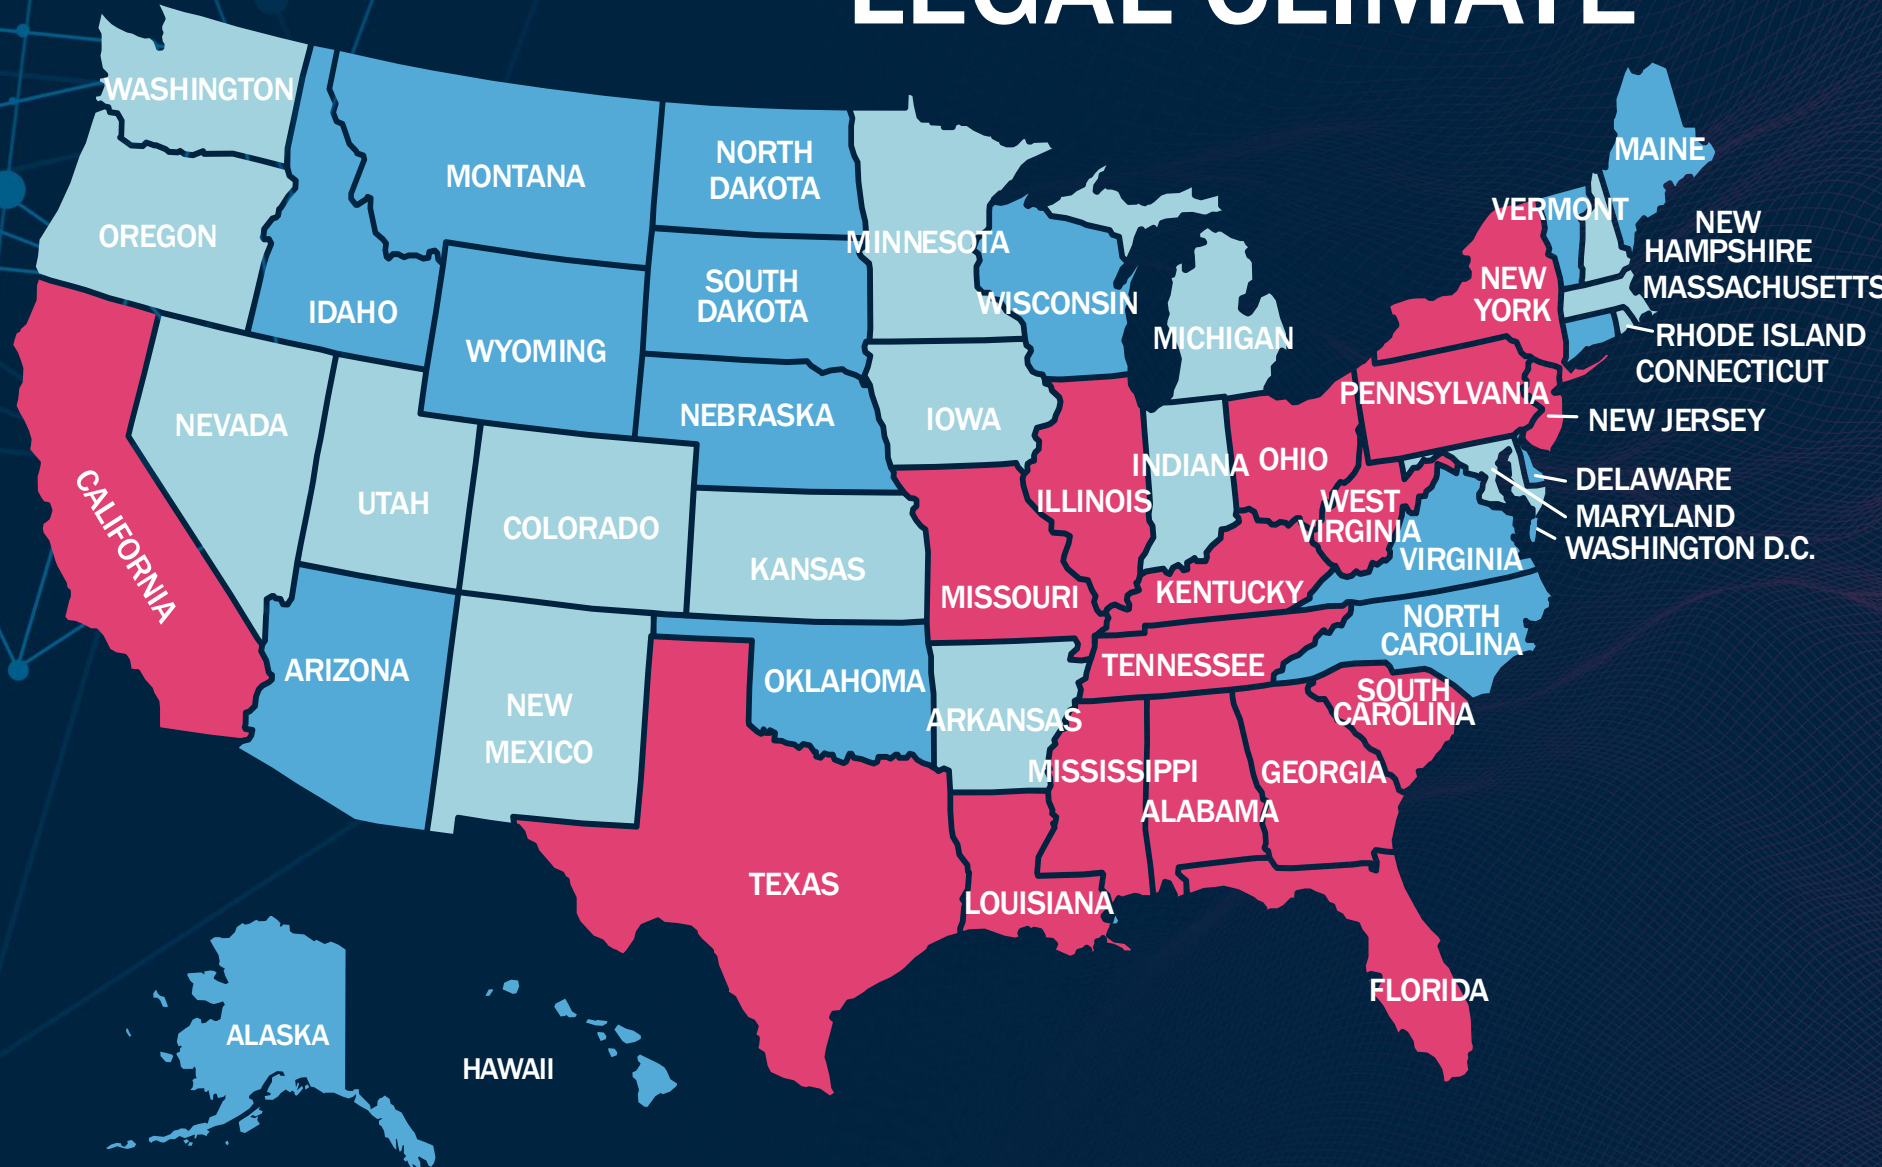 LEGAL CLIMATE
WASHINGTON
MONTANA
NORTH
DAKOTA
MAINE
OREGON
MINNESOTA
VERMONT
NEW
HAMPSHIRE
IDAHO
SOUTH
DAKOTA
WISCONSIN
NEW
YORK
MASSACHUSETTS
WYOMING
MICHIGAN
RHODE ISLAND
CONNECTICUT
NEVADA
NEBRASKA
IOWA
PENNSYLVANIA
NEW JERSEY
CALIFORNIA
UTAH
COLORADO
ILLINOIS
INDIANA
OHIO
WEST
VIRGINIA
DELAWARE
MARYLAND
WASHINGTON D.C.
KANSAS
MISSOURI
KENTUCKY
VIRGINIA
ARIZONA
NEW
MEXICO
OKLAHOMA
ARKANSAS
TENNESSEE
NORTH
CAROLINA
SOUTH
CAROLINA
MISSISSIPPI
ALABAMA
GEORGIA
TEXAS
LOUISIANA
FLORIDA
ALASKA
HAWAII